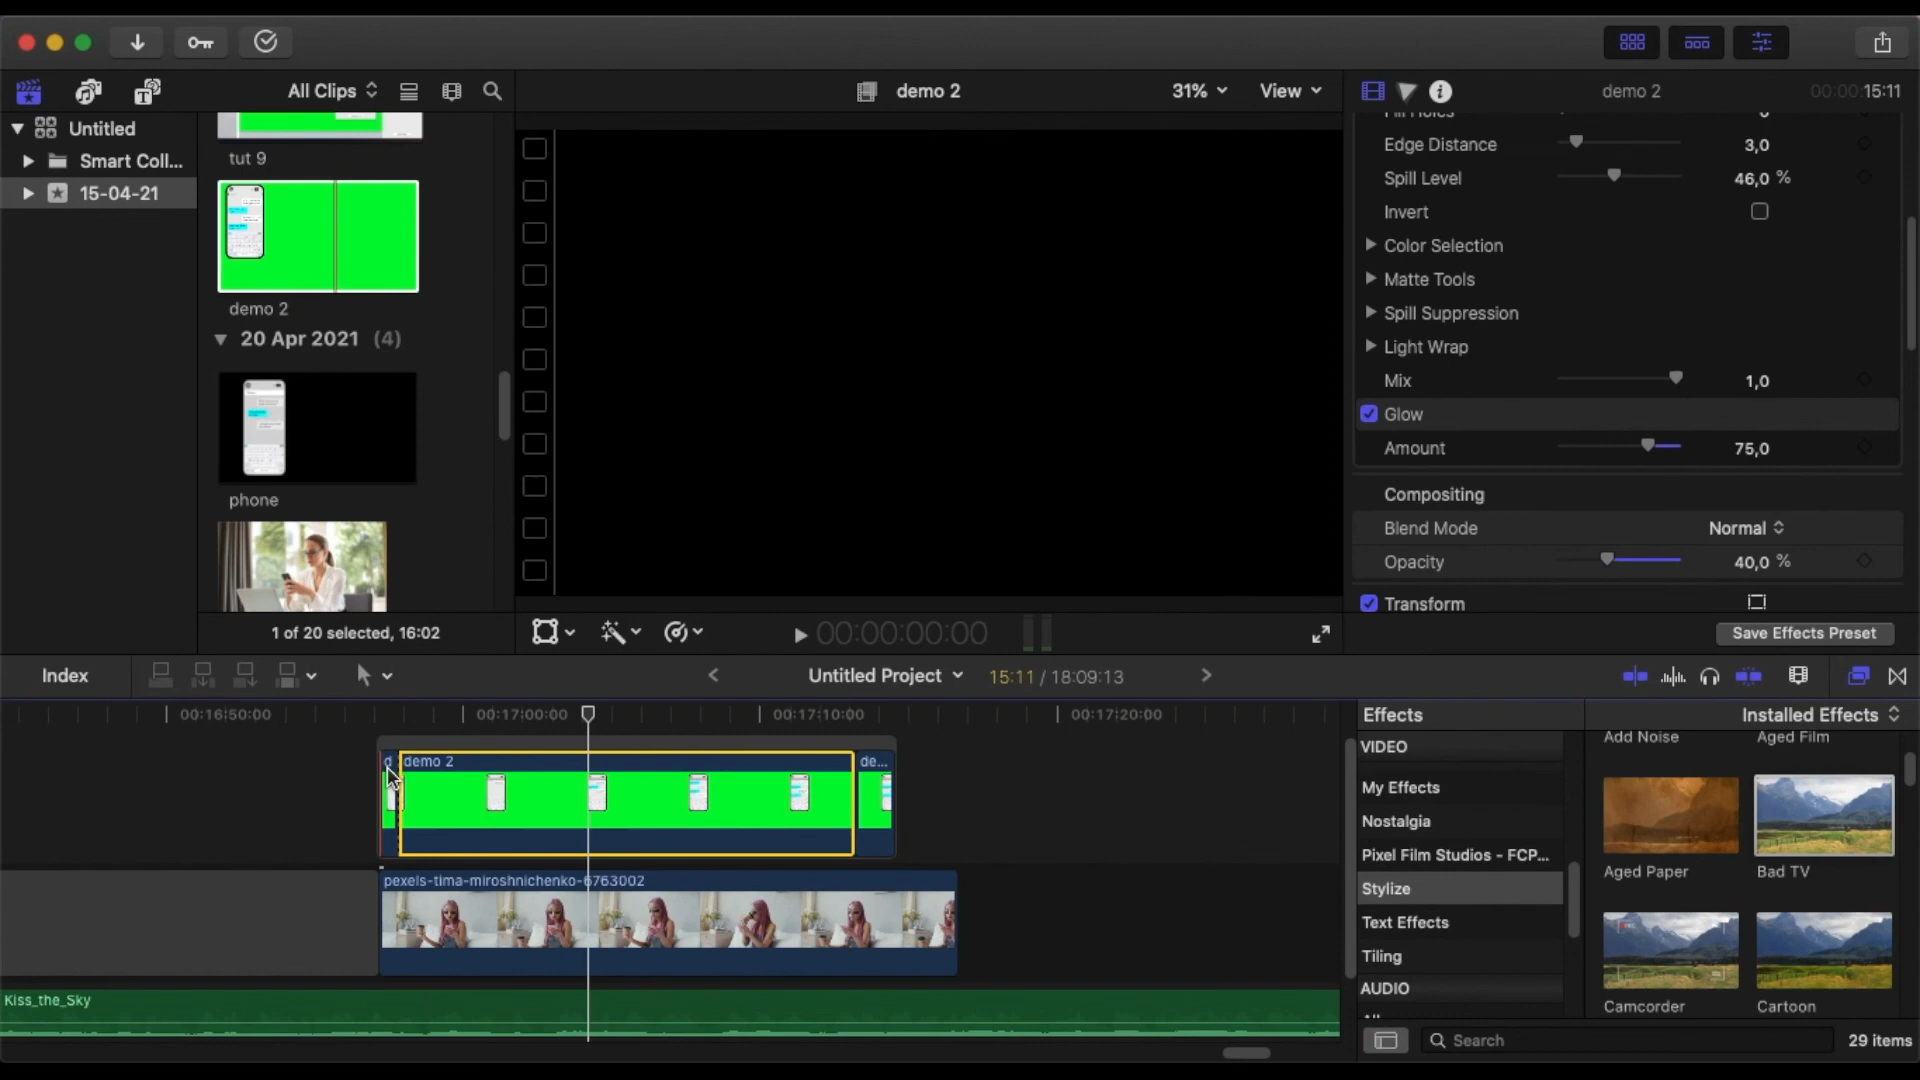 All Clips
demo 2
31%
View
demo 2
00:00:15:11
Untitled
Smart Coll...
15-04-21
tut 9
demo 2
20 Apr 2021 (4)
phone
1 of 20 selected, 16:02
00:00:00:00
Fill Holes 0
Edge Distance 3,0
Spill Level 46,0 %
Invert
Color Selection
Matte Tools
Spill Suppression
Light Wrap
Mix 1,0
Glow
Amount 75,0
Compositing
Blend Mode Normal
Opacity 40,0 %
Transform
Save Effects Preset
Index
Untitled Project
15:11 / 18:09:13
00:16:50:00
00:17:00:00
00:17:10:00
00:17:20:00
d
demo 2
de...
pexels-tima-miroshnichenko-6763002
Kiss_the_Sky
Effects
Installed Effects
VIDEO
My Effects
Nostalgia
Pixel Film Studios - FCP...
Stylize
Text Effects
Tiling
AUDIO
Add Noise
Aged Film
Aged Paper
Bad TV
Camcorder
Cartoon
Search
29 items